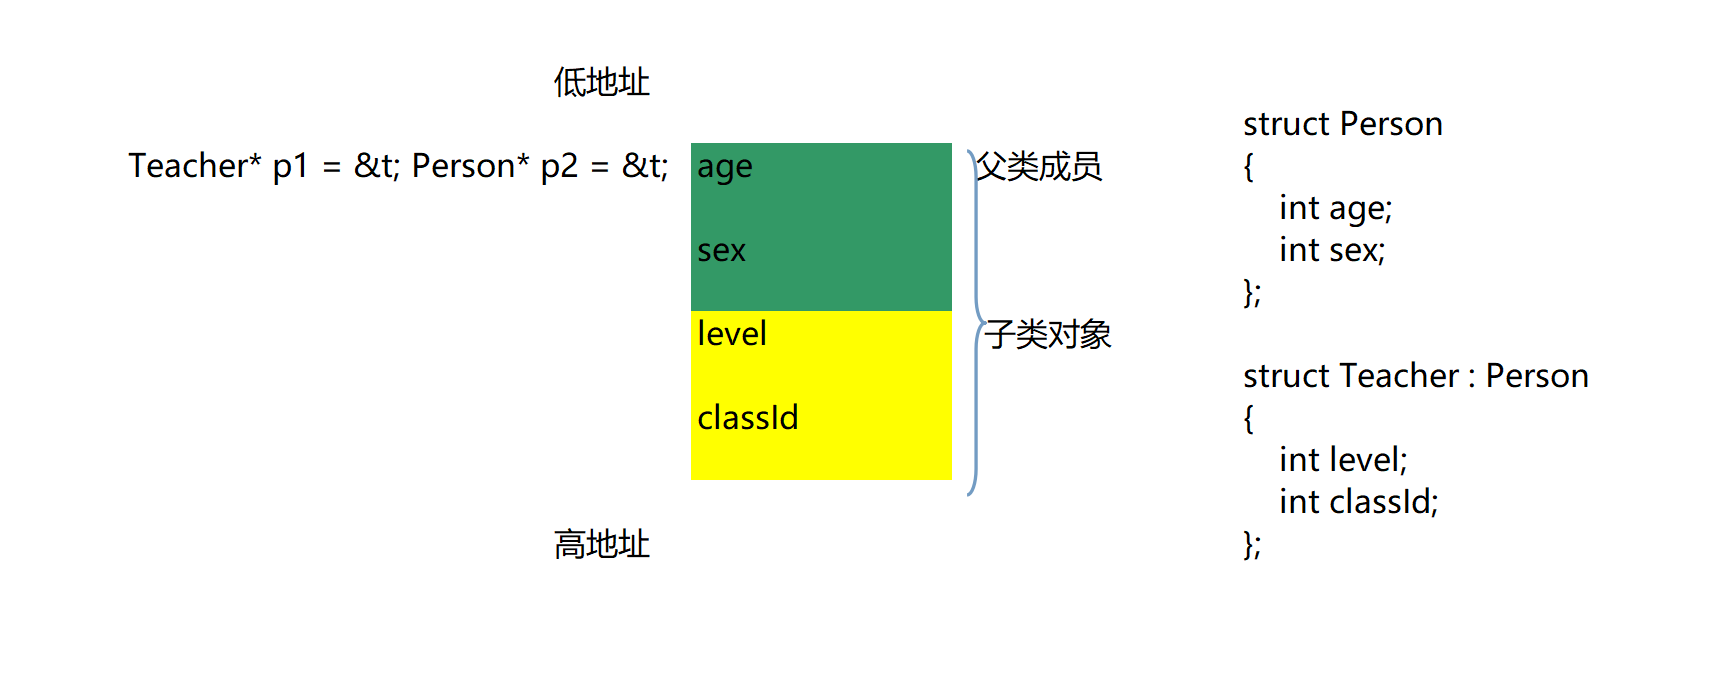 低地址
Teacher* p1 = &t; Person* p2 = &t;
age
sex
level
classId
高地址
父类成员
子类对象
struct Person
{
    int age;
    int sex;
};
struct Teacher : Person
{
    int level;
    int classId;
};